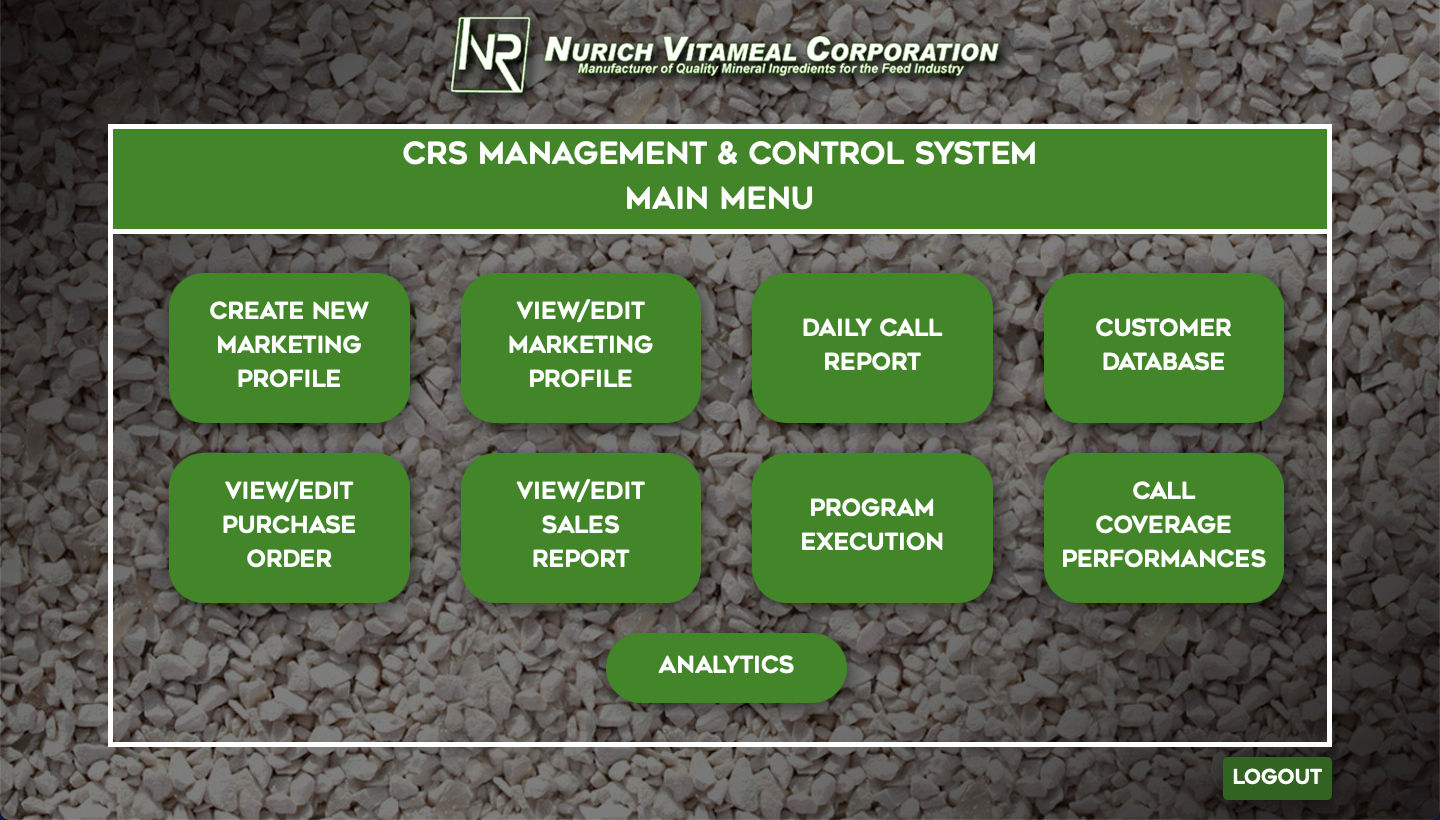 NR
NURICH VITAMEAL CORPORATION
Manufacturer of Quality Mineral Ingredients for the Feed Industry
CRS MANAGEMENT & CONTROL SYSTEM
MAIN MENU
CREATE NEW
MARKETING
PROFILE
VIEW/EDIT
MARKETING
PROFILE
DAILY CALL
REPORT
CUSTOMER
DATABASE
VIEW/EDIT
PURCHASE
ORDER
VIEW/EDIT
SALES
REPORT
PROGRAM
EXECUTION
CALL
COVERAGE
PERFORMANCES
ANALYTICS
LOGOUT